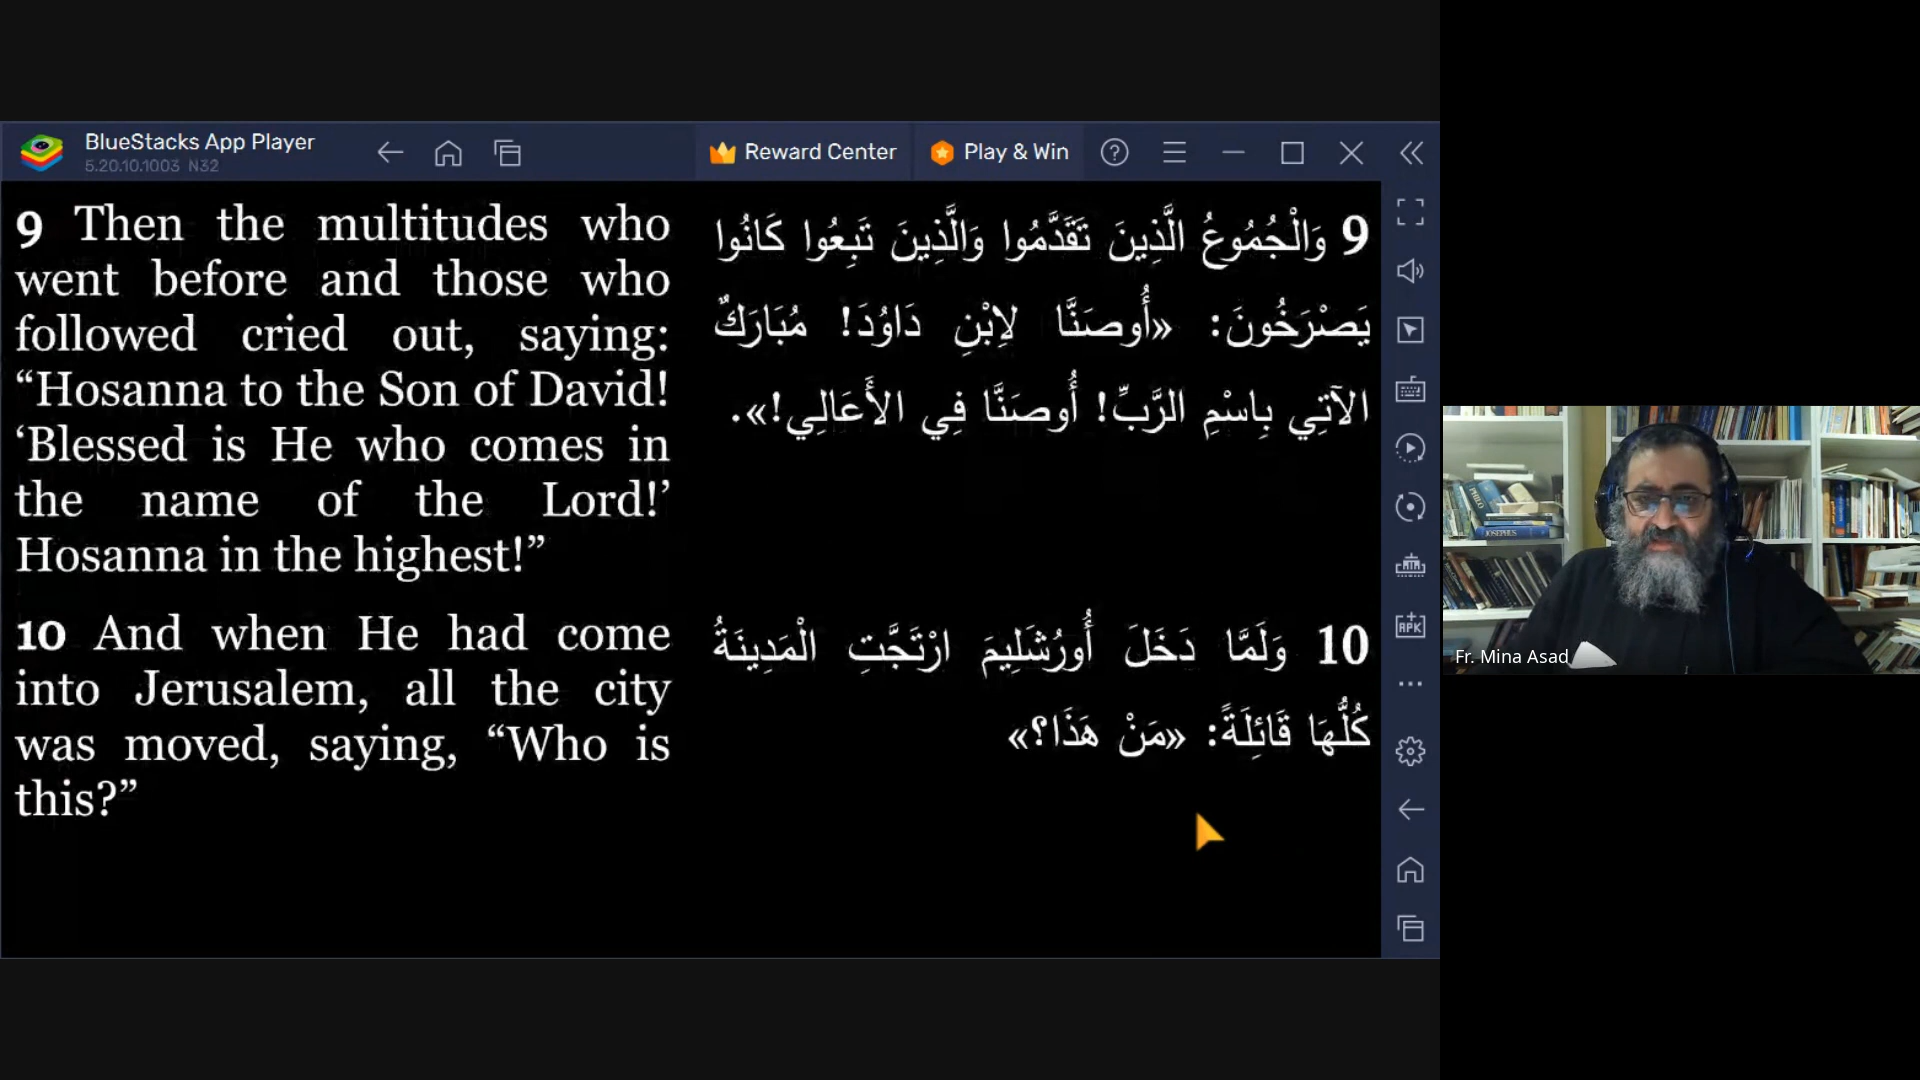 BlueStacks App Player
5.20.10.1003 N32
Reward Center
Play & Win
9 Then the multitudes who
went before and those who
followed cried out, saying:
“Hosanna to the Son of David!
‘Blessed is He who comes in
the name of the Lord!’
Hosanna in the highest!”
10 And when He had come
into Jerusalem, all the city
was moved, saying, “Who is
this?”
9 وَالْجُمُوعُ الَّذِينَ تَقَدَّمُوا وَالَّذِينَ تَبِعُوا كَانُوا
يَصْرَخُونَ: «أُوصَنَّا لِابْنِ دَاوُدَ! مُبَارَكٌ
الآتِي بِاسْمِ الرَّبِّ! أُوصَنَّا فِي الأَعَالِي!».
10 وَلَمَّا دَخَلَ أُورُشَلِيمَ ارْتَجَّتِ الْمَدِينَةُ
كُلُّهَا قَائِلَةً: «مَنْ هَذَا؟»
APK
PHILO
JOSEPHUS
Fr. Mina Asad